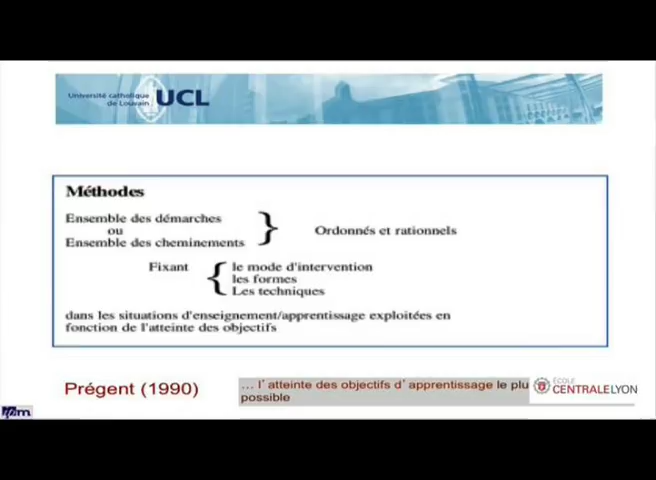 Université catholique
de Louvain
UCL
Méthodes
Ensemble des démarches
ou
Ensemble des cheminements
Ordonnés et rationnels
Fixant
le mode d'intervention
les formes
Les techniques
dans les situations d'enseignement/apprentissage exploitées en
fonction de l'atteinte des objectifs
Prégent (1990)
... l'atteinte des objectifs d'apprentissage le plu
possible
ÉCOLE
CENTRALELYON